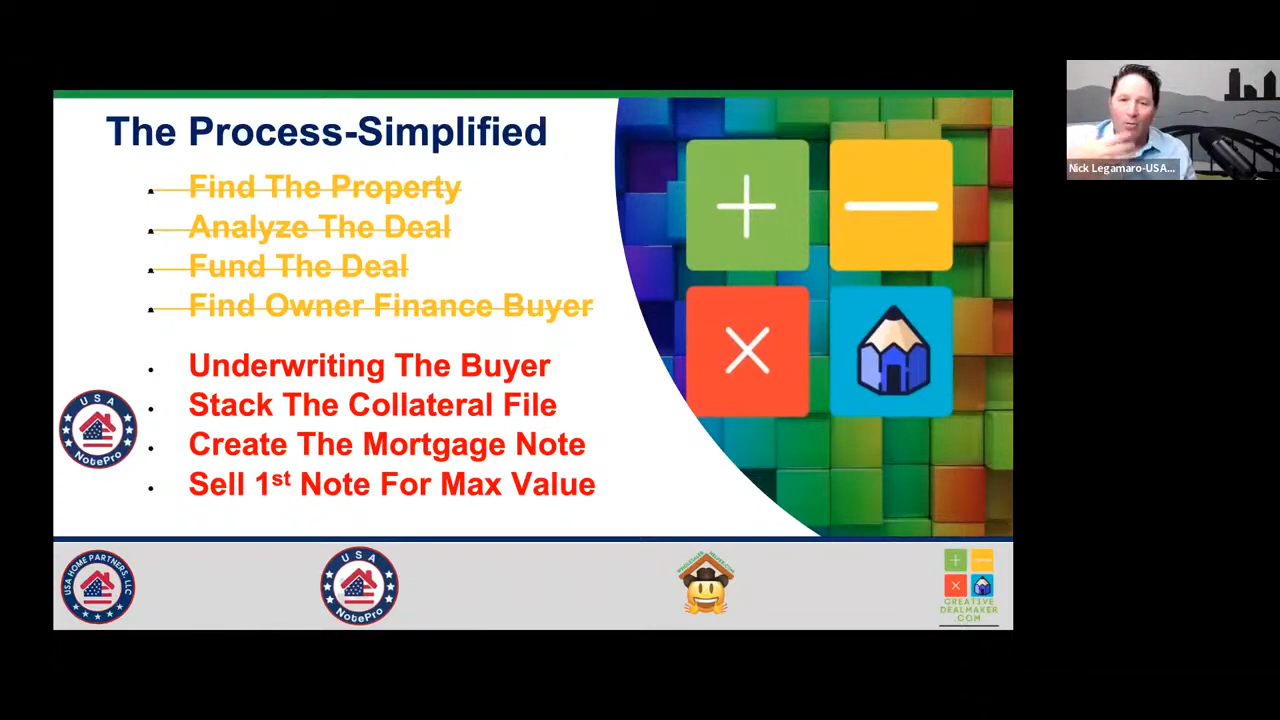 The Process-Simplified
Find The Property
Analyze The Deal
Fund The Deal
Find Owner Finance Buyer
Underwriting The Buyer
Stack The Collateral File
Create The Mortgage Note
Sell 1st Note For Max Value
USA
NotePro
Nick Legamaro-USA...
USA HOME PARTNERS, LLC
USA
NotePro
CREATIVE
DEALMAKER
.COM